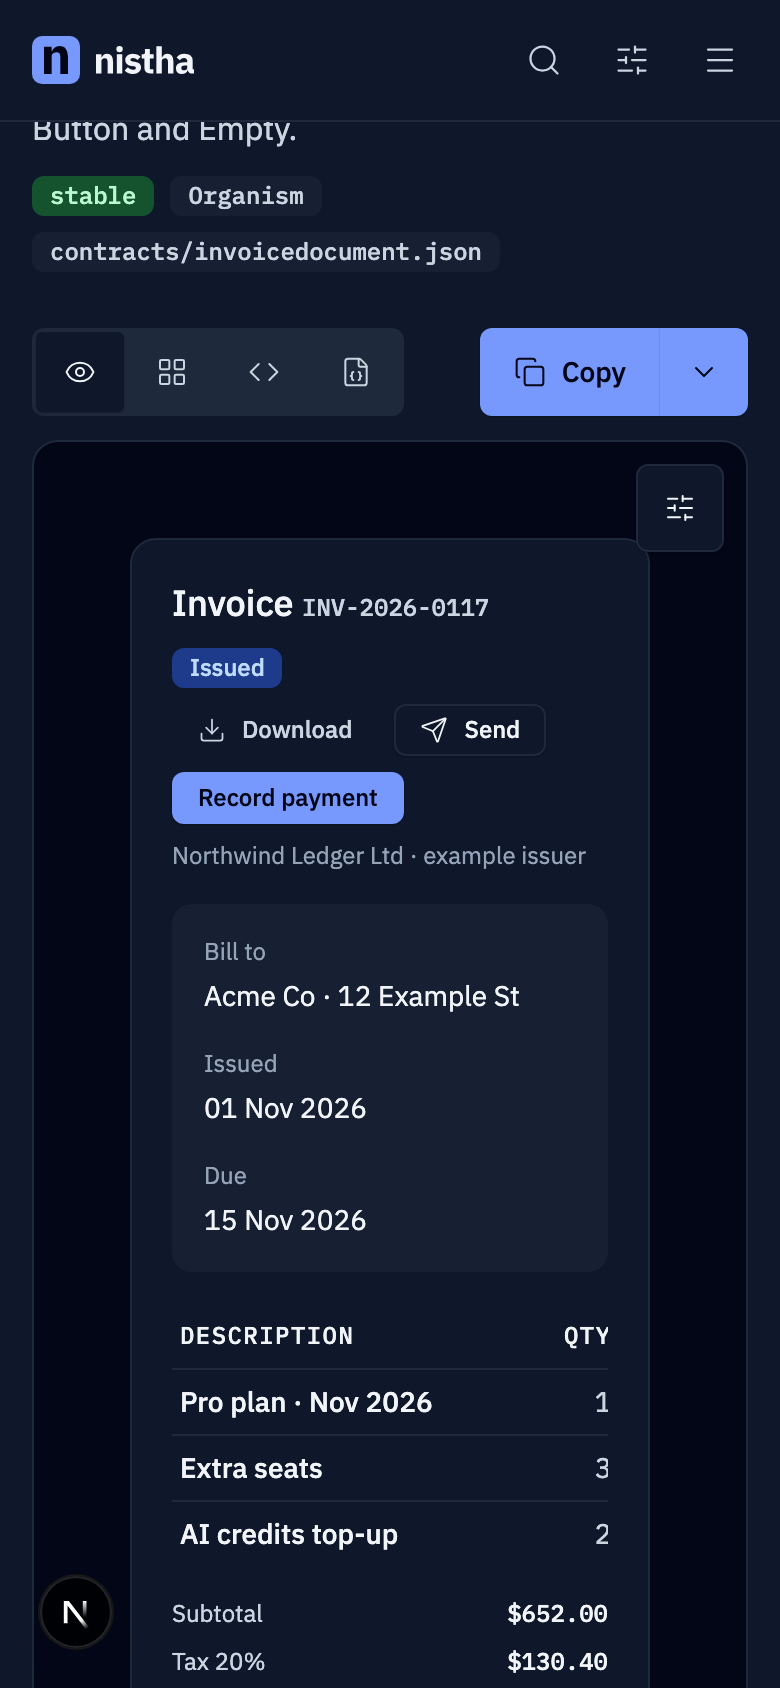 n nistha
Button and Empty.
stable Organism
contracts/invoicedocument.json
Copy
Invoice INV-2026-0117
Issued
Download Send
Record payment
Northwind Ledger Ltd · example issuer
Bill to
Acme Co · 12 Example St
Issued
01 Nov 2026
Due
15 Nov 2026
DESCRIPTION QTY
Pro plan · Nov 2026 1
Extra seats 3
AI credits top-up 2
Subtotal $652.00
Tax 20% $130.40
N